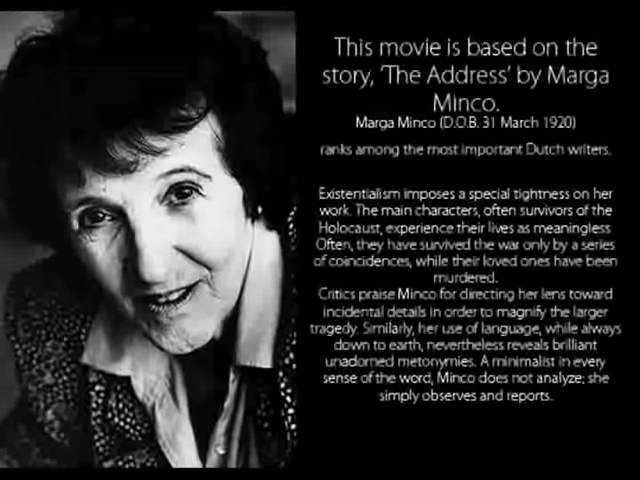 This movie is based on the
story, 'The Address' by Marga
Minco.
Marga Minco (D.O.B. 31 March 1920)
ranks among the most important Dutch writers.
Existentialism imposes a special tightness on her
work. The main characters, often survivors of the
Holocaust, experience their lives as meaningless
Often, they have survived the war only by a series
of coincidences, while their loved ones have been
murdered.
Critics praise Minco for directing her lens toward
incidental details in order to magnify the larger
tragedy. Similarly, her use of language, while always
down to earth, nevertheless reveals brilliant
unadorned metonymies. A minimalist in every
sense of the word, Minco does not analyze; she
simply observes and reports.